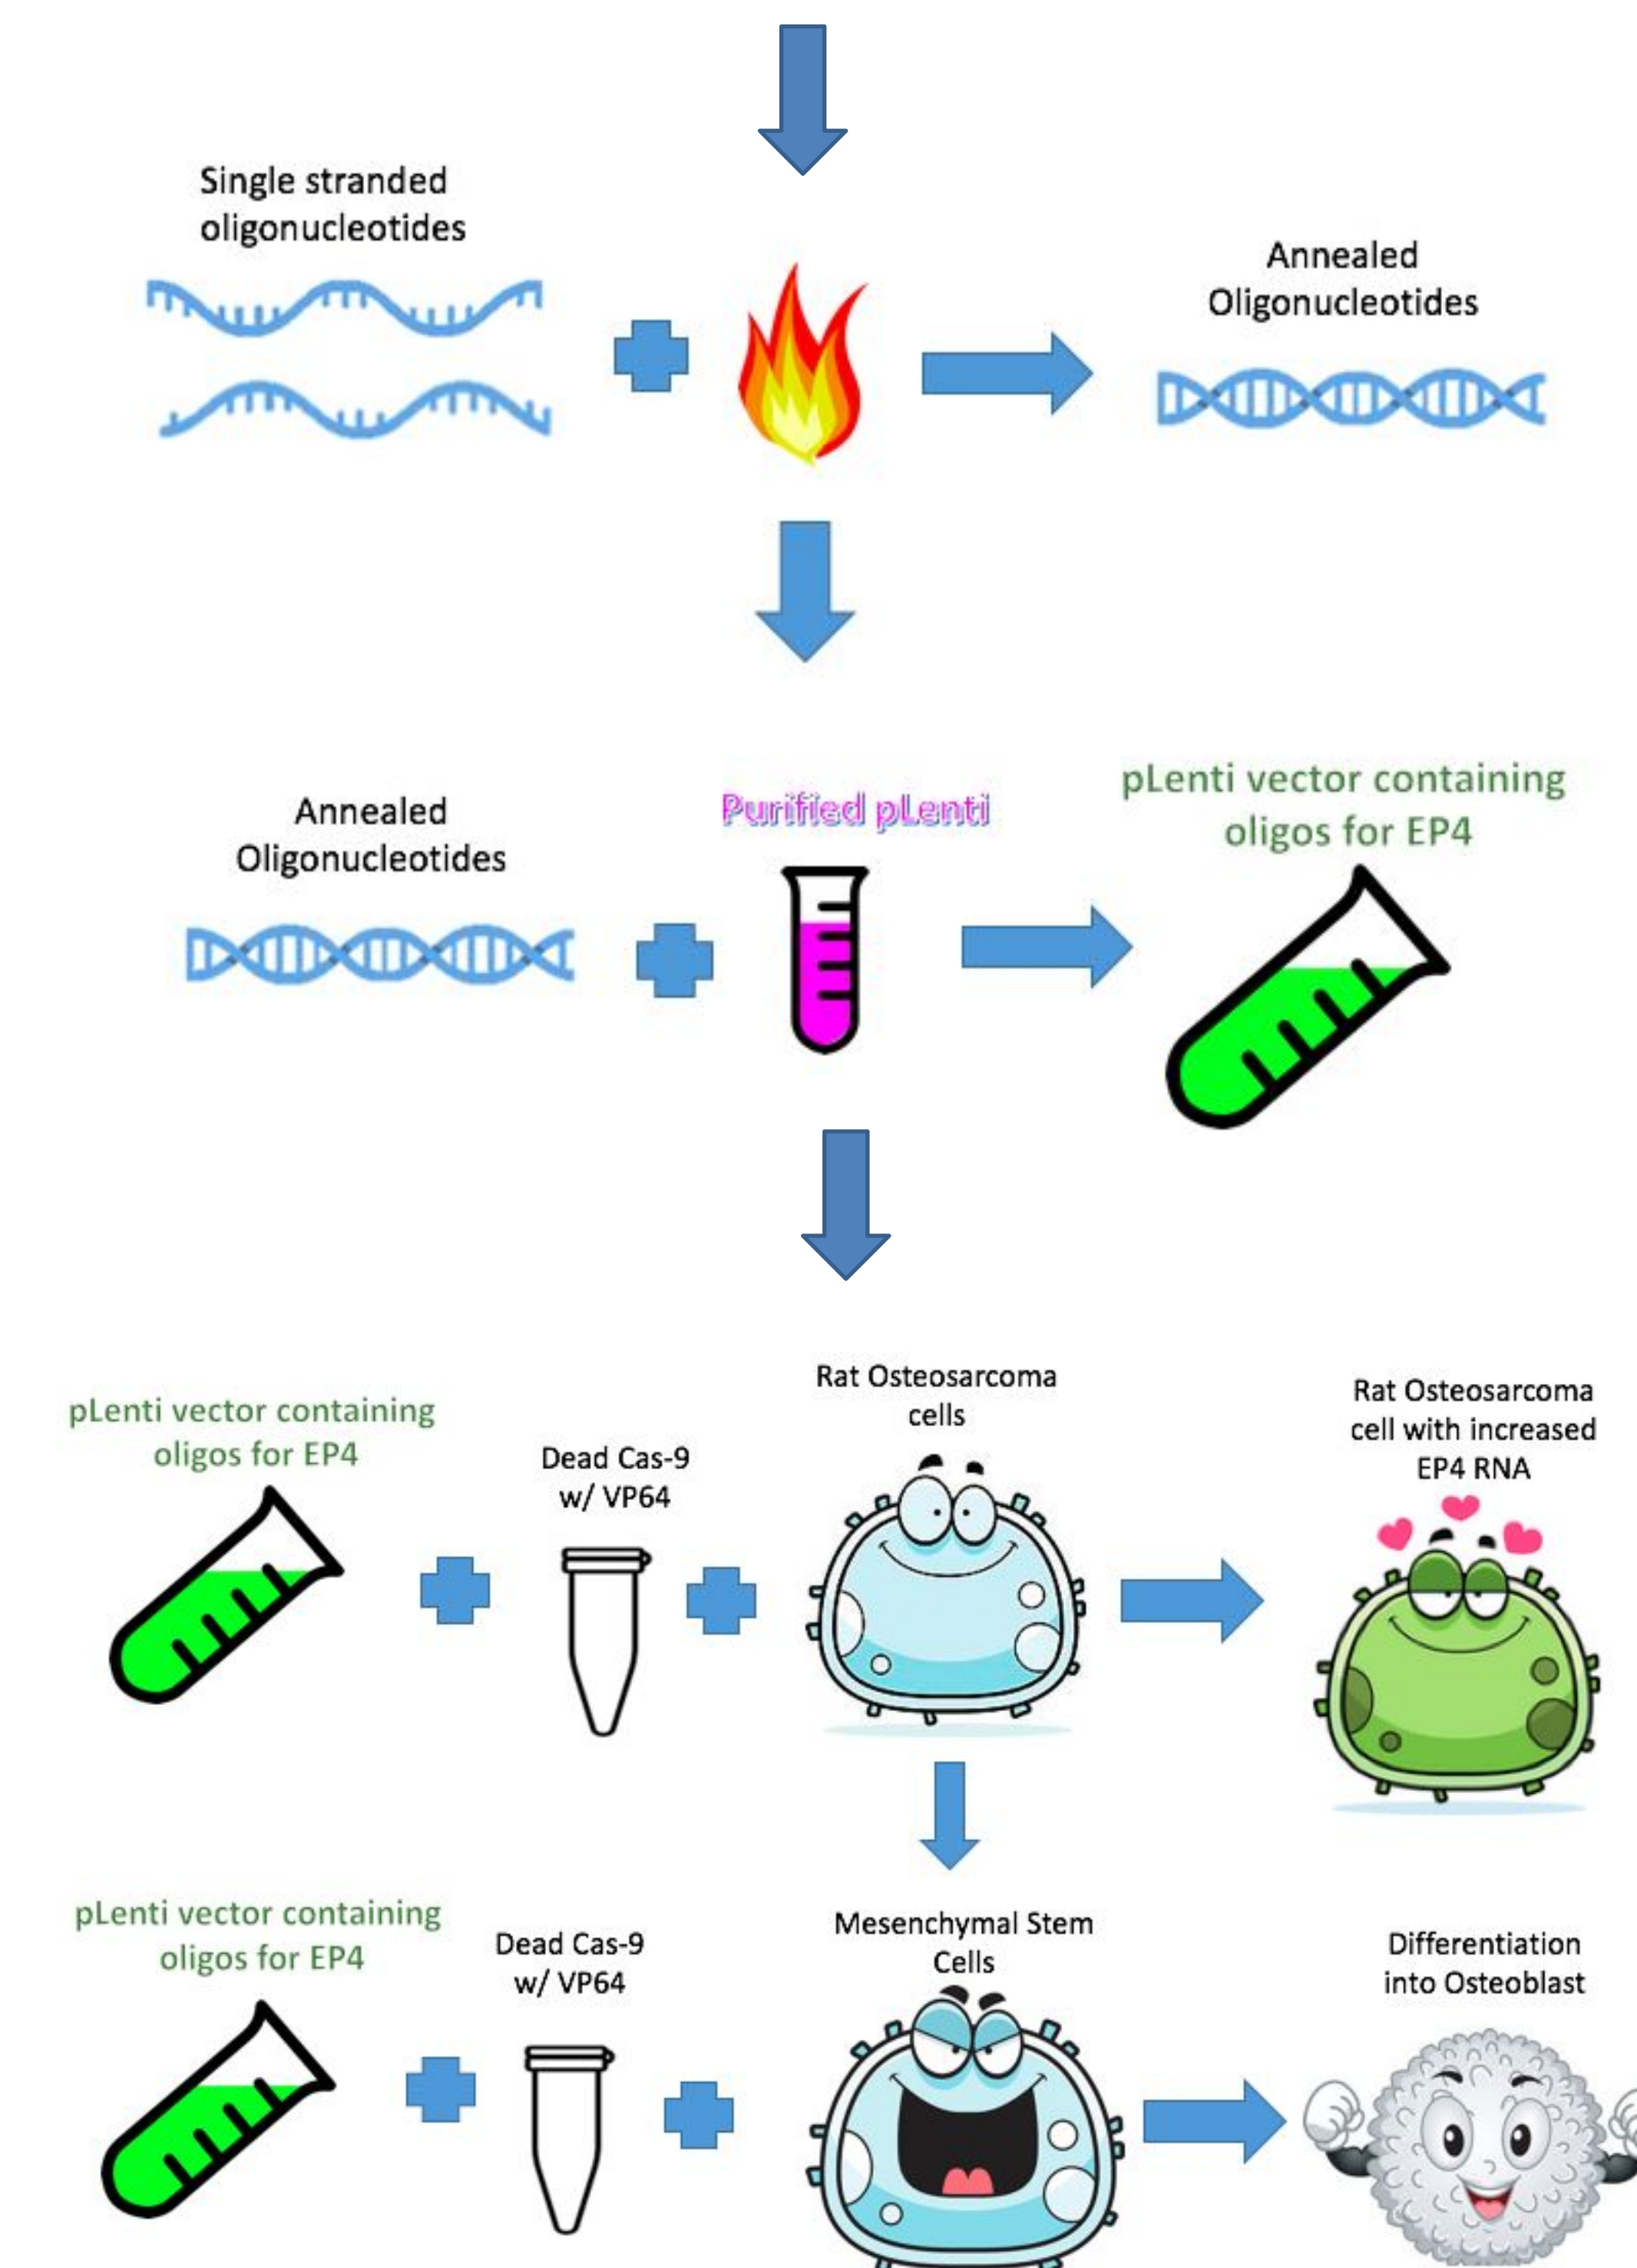 Single stranded
oligonucleotides
Annealed
Oligonucleotides
Annealed
Oligonucleotides
Purified pLenti
pLenti vector containing
oligos for EP4
pLenti vector containing
oligos for EP4
Dead Cas-9
w/ VP64
Rat Osteosarcoma
cells
Rat Osteosarcoma
cell with increased
EP4 RNA
pLenti vector containing
oligos for EP4
Dead Cas-9
w/ VP64
Mesenchymal Stem
Cells
Differentiation
into Osteoblast